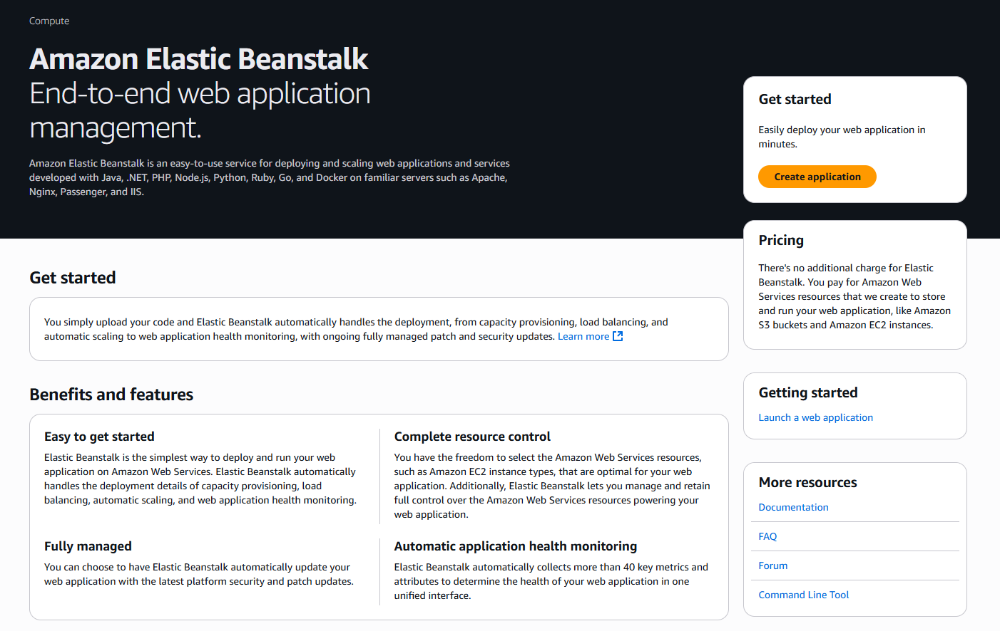 Compute
Amazon Elastic Beanstalk
End-to-end web application
management.
Amazon Elastic Beanstalk is an easy-to-use service for deploying and scaling web applications and services
developed with Java, .NET, PHP, Node.js, Python, Ruby, Go, and Docker on familiar servers such as Apache,
Nginx, Passenger, and IIS.
Get started
Easily deploy your web application in
minutes.
Create application
Pricing
There's no additional charge for Elastic
Beanstalk. You pay for Amazon Web
Services resources that we create to store
and run your web application, like Amazon
S3 buckets and Amazon EC2 instances.
Get started
You simply upload your code and Elastic Beanstalk automatically handles the deployment, from capacity provisioning, load balancing, and
automatic scaling to web application health monitoring, with ongoing fully managed patch and security updates. Learn more
Benefits and features
Easy to get started
Elastic Beanstalk is the simplest way to deploy and run your web
application on Amazon Web Services. Elastic Beanstalk automatically
handles the deployment details of capacity provisioning, load
balancing, automatic scaling, and web application health monitoring.
Complete resource control
You have the freedom to select the Amazon Web Services resources,
such as Amazon EC2 instance types, that are optimal for your web
application. Additionally, Elastic Beanstalk lets you manage and retain
full control over the Amazon Web Services resources powering your
web application.
Fully managed
You can choose to have Elastic Beanstalk automatically update your
web application with the latest platform security and patch updates.
Automatic application health monitoring
Elastic Beanstalk automatically collects more than 40 key metrics and
attributes to determine the health of your web application in one
unified interface.
Getting started
Launch a web application
More resources
Documentation
FAQ
Forum
Command Line Tool